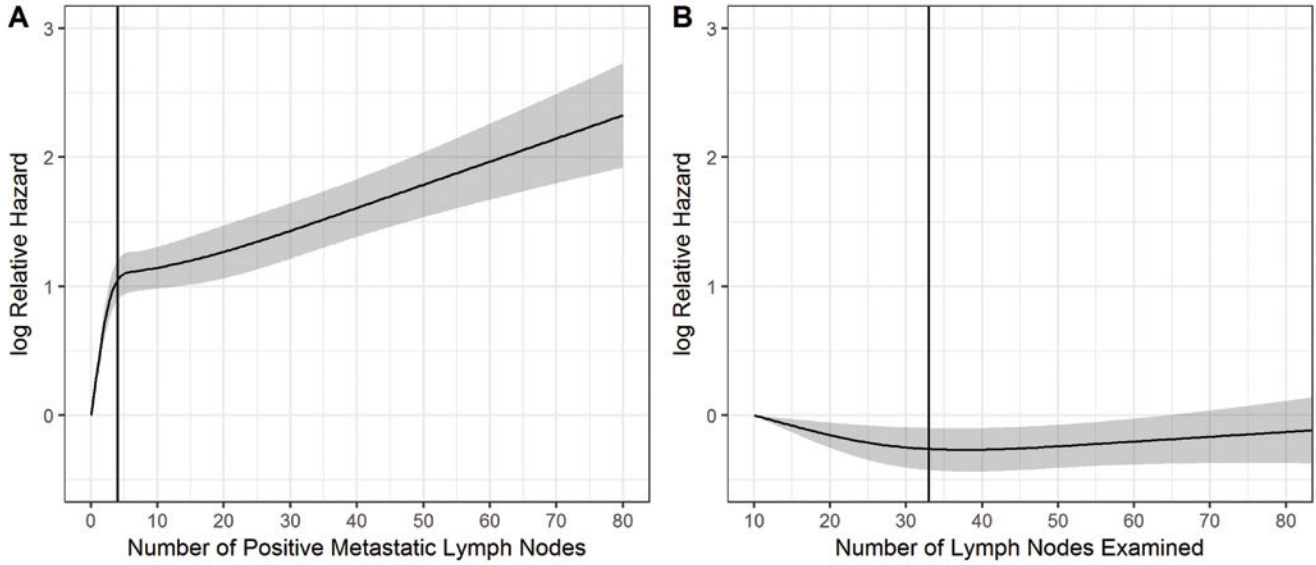 A
B
3
2
1
0
log Relative Hazard
0 10 20 30 40 50 60 70 80
Number of Positive Metastatic Lymph Nodes
3
2
1
0
log Relative Hazard
10 20 30 40 50 60 70 80
Number of Lymph Nodes Examined